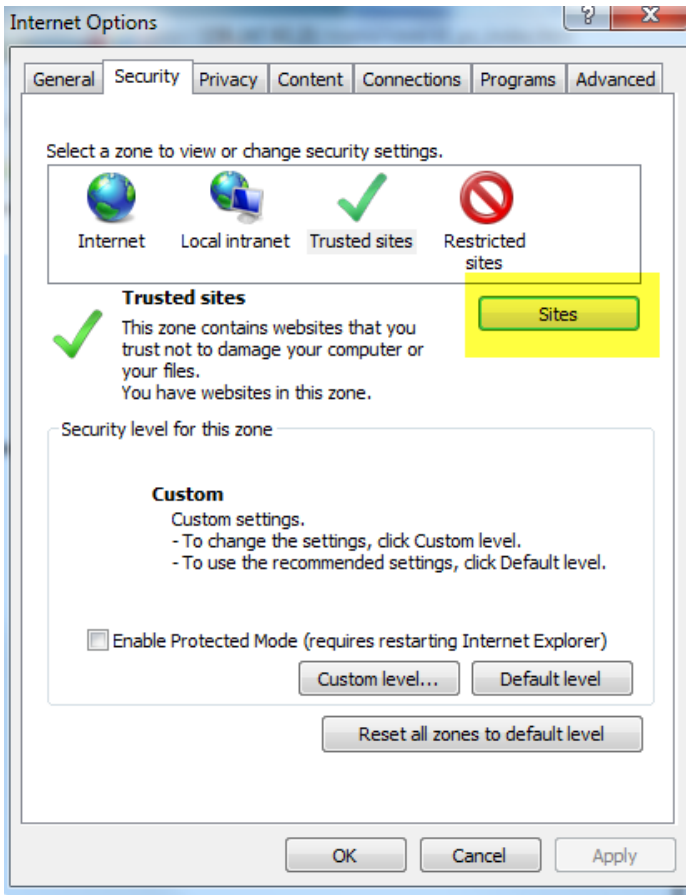 Internet Options
?
X
General Security Privacy Content Connections Programs Advanced
Select a zone to view or change security settings.
Internet Local intranet Trusted sites Restricted
sites
Trusted sites
Sites
This zone contains websites that you
trust not to damage your computer or
your files.
You have websites in this zone.
Security level for this zone
Custom
Custom settings.
- To change the settings, click Custom level.
- To use the recommended settings, click Default level.
Enable Protected Mode (requires restarting Internet Explorer)
Custom level... Default level
Reset all zones to default level
OK Cancel Apply